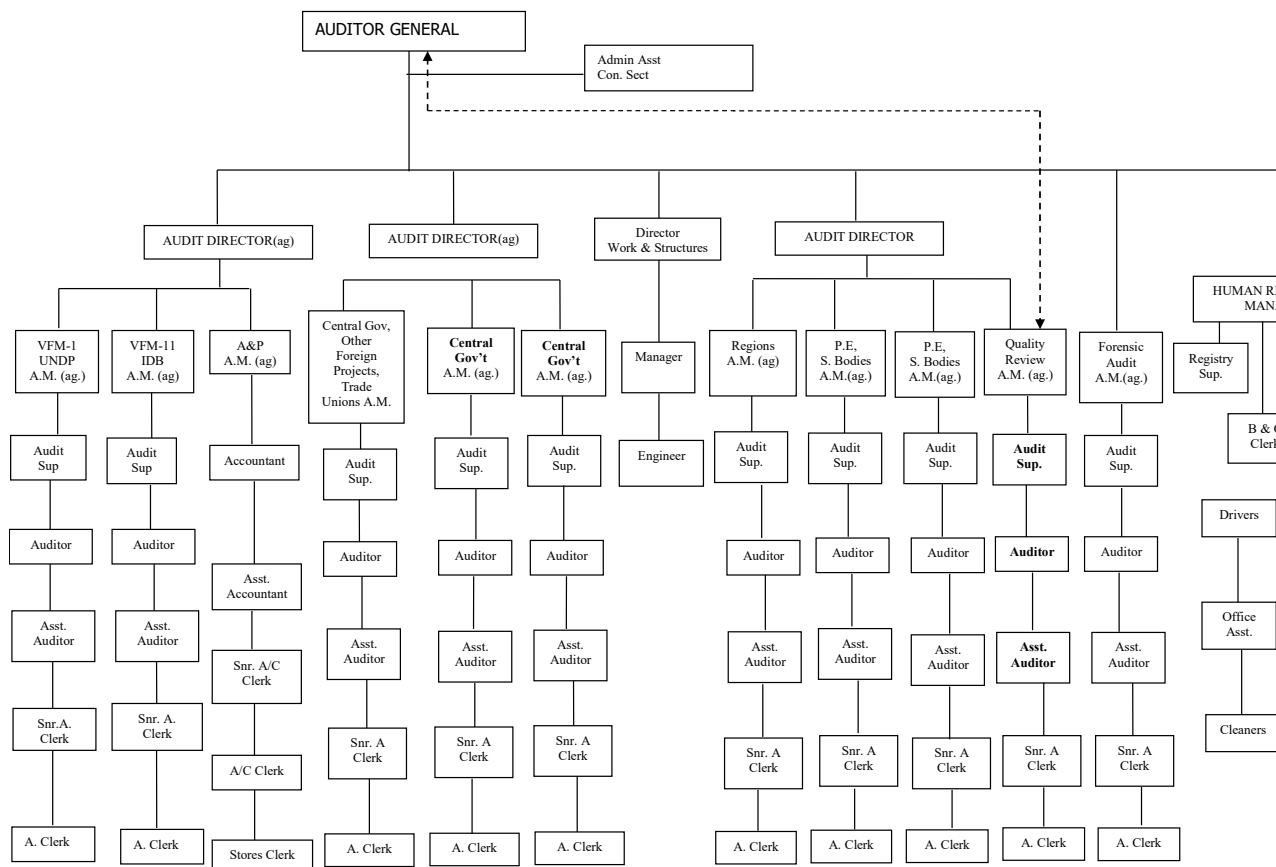 AUDITOR GENERAL
Admin Asst
Con. Sect
AUDIT DIRECTOR(ag)
AUDIT DIRECTOR(ag)
Director
Work & Structures
AUDIT DIRECTOR
HUMAN RE
MANA
VFM-1
UNDP
A.M. (ag.)
VFM-11
IDB
A.M. (ag)
A&P
A.M. (ag)
Central Gov,
Other
Foreign
Projects,
Trade
Unions A.M.
Central
Gov't
A.M. (ag.)
Central
Gov't
A.M. (ag.)
Manager
Regions
A.M. (ag)
P.E,
S. Bodies
A.M.(ag.)
P.E,
S. Bodies
A.M.(ag.)
Quality
Review
A.M. (ag.)
Forensic
Audit
A.M.(ag.)
Registry
Sup.
Audit
Sup
Audit
Sup
Accountant
Audit
Sup.
Audit
Sup.
Audit
Sup.
Engineer
Audit
Sup.
Audit
Sup.
Audit
Sup.
Audit
Sup.
Audit
Sup.
B & 
Clerk
Auditor
Auditor
Asst.
Accountant
Auditor
Auditor
Auditor
Auditor
Auditor
Auditor
Auditor
Auditor
Drivers
Asst.
Auditor
Asst.
Auditor
Snr. A/C
Clerk
Asst.
Auditor
Asst.
Auditor
Asst.
Auditor
Asst.
Auditor
Asst.
Auditor
Asst.
Auditor
Asst.
Auditor
Asst.
Auditor
Office
Asst.
Snr.A.
Clerk
Snr. A.
Clerk
A/C Clerk
Snr. A
Clerk
Snr. A
Clerk
Snr. A
Clerk
Snr. A
Clerk
Snr. A
Clerk
Snr. A
Clerk
Snr. A
Clerk
Snr. A
Clerk
Cleaners
A. Clerk
A. Clerk
Stores Clerk
A. Clerk
A. Clerk
A. Clerk
A. Clerk
A. Clerk
A. Clerk
A. Clerk
A. Clerk